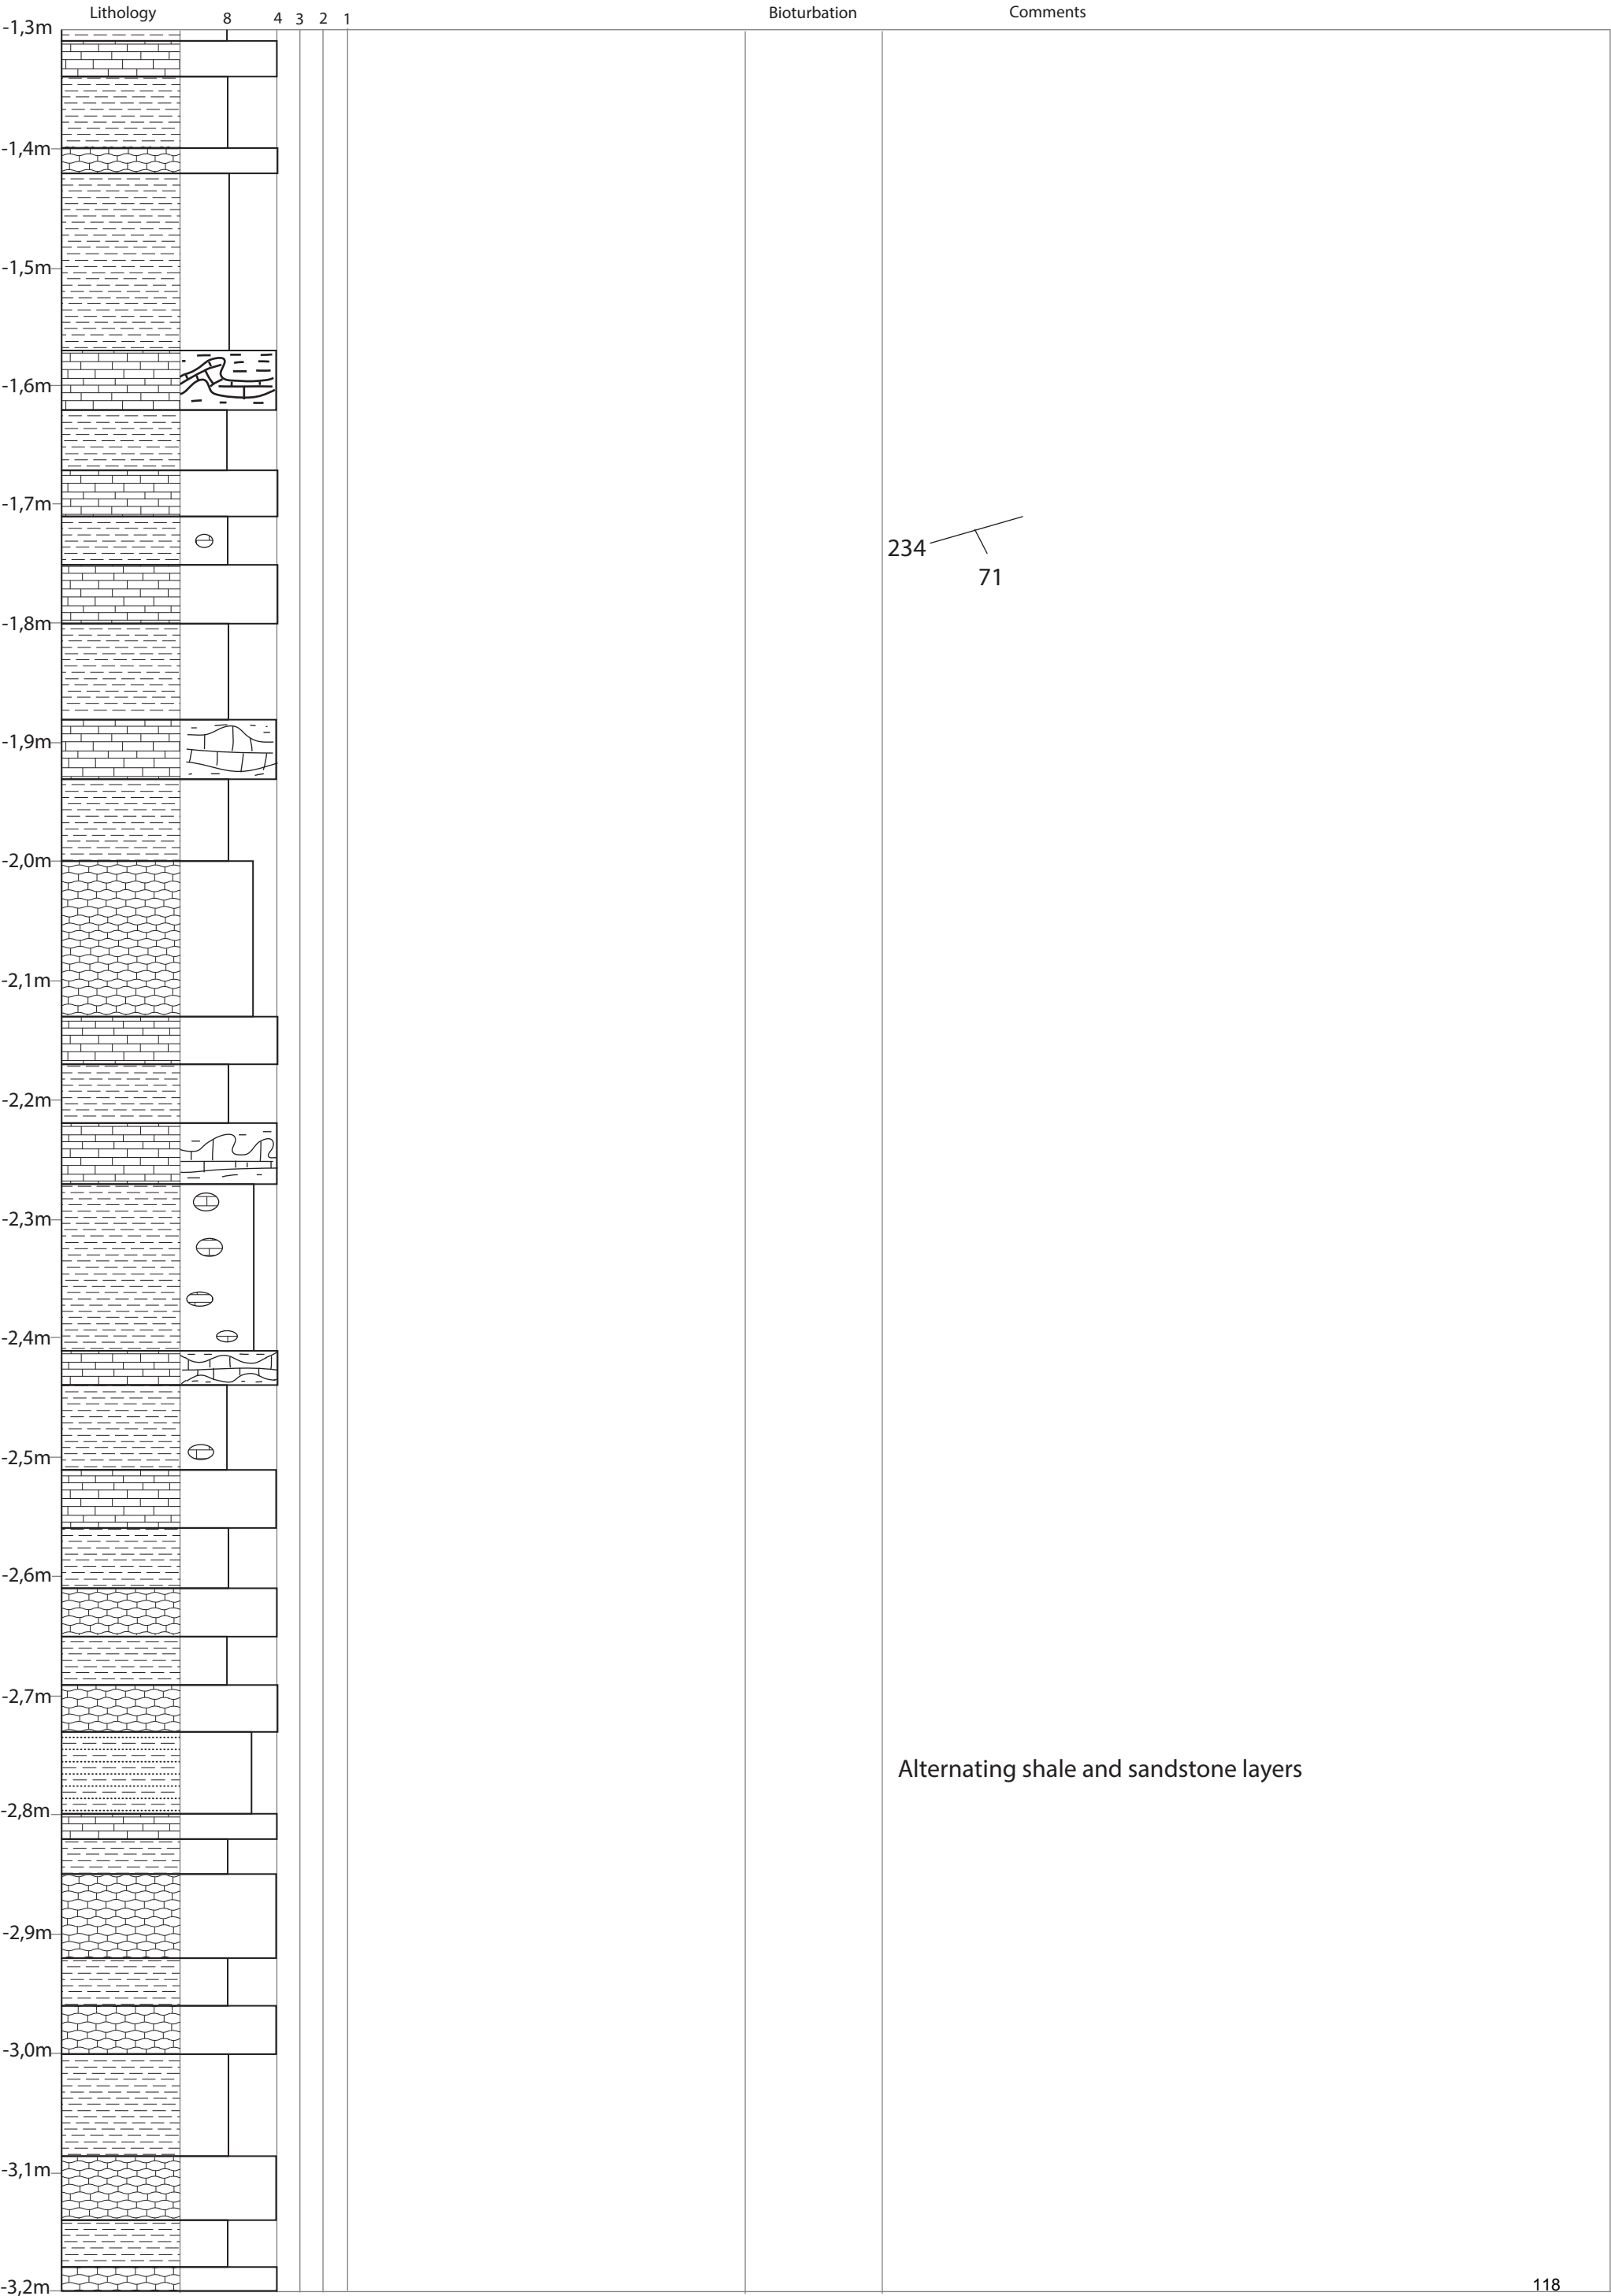 Lithology 8 4 3 2 1 Bioturbation Comments
-1,3m
-1,4m
-1,5m
-1,6m
-1,7m
234
71
-1,8m
-1,9m
-2,0m
-2,1m
-2,2m
-2,3m
-2,4m
-2,5m
-2,6m
-2,7m
Alternating shale and sandstone layers
-2,8m
-2,9m
-3,0m
-3,1m
-3,2m
118